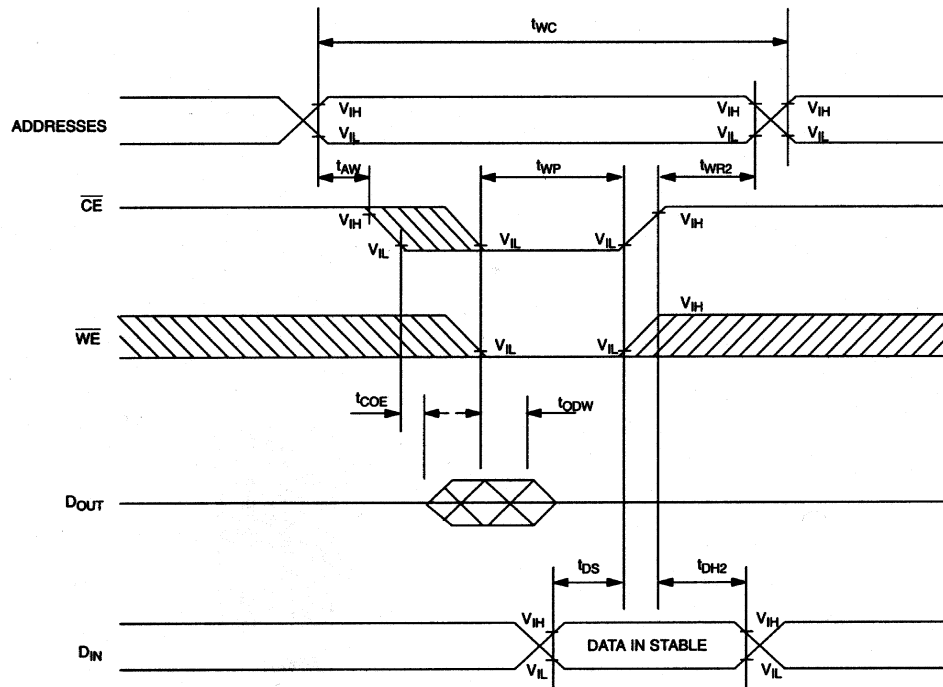 tWC
ADDRESSES
VIH VIH VIH
VIL VIL VIL
tAW tWP tWR2
CE
VIH VIH
VIL VIL VIL
WE
VIH
VIL VIL
tCOE tODW
DOUT
tDS tDH2
DIN
VIH DATA IN STABLE VIH
VIL VIL